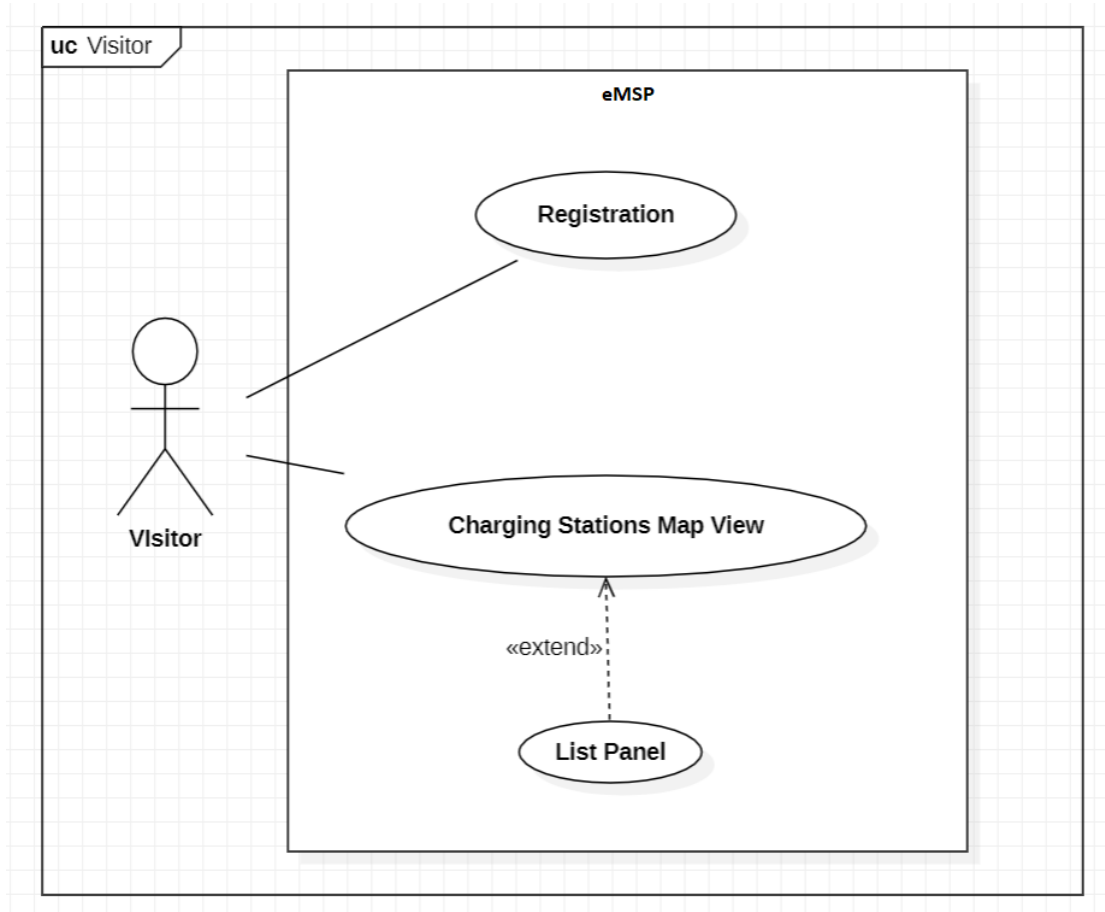 uc Visitor
eMSP
Registration
VIsitor
Charging Stations Map View
«extend»
List Panel